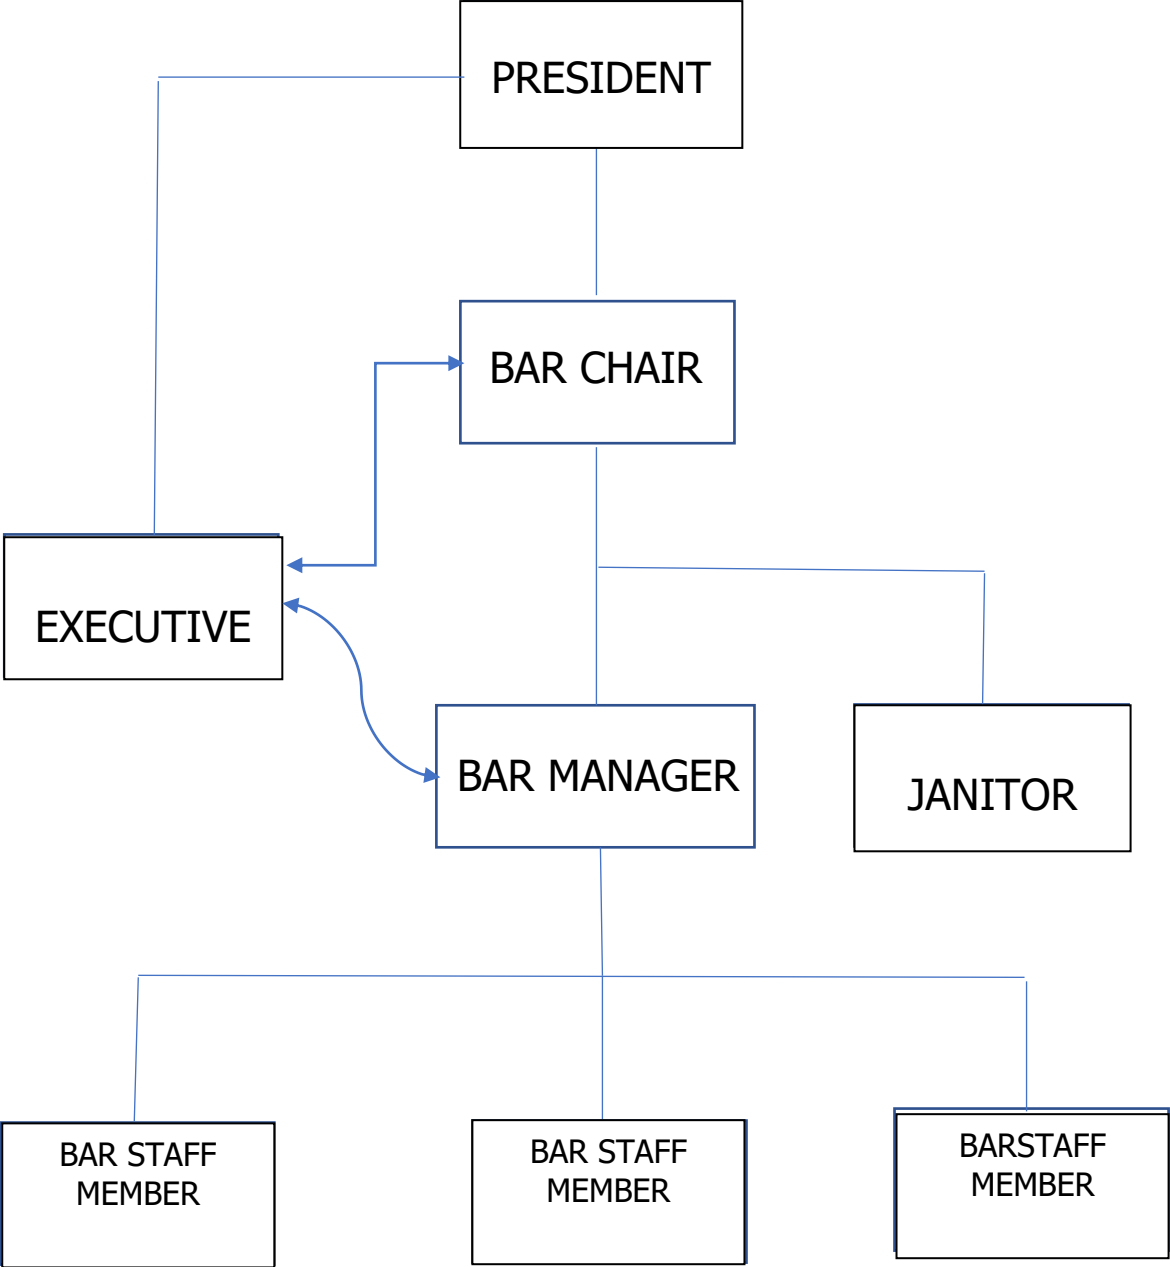 PRESIDENT
BAR CHAIR
EXECUTIVE
BAR MANAGER
JANITOR
BAR STAFF
MEMBER
BAR STAFF
MEMBER
BARSTAFF
MEMBER